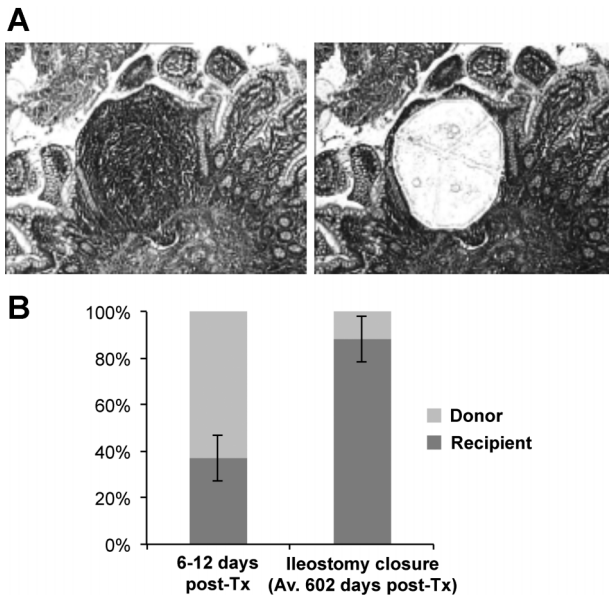 A
B
100%
80%
60%
40%
20%
0%
Donor
Recipient
6-12 days
post-Tx
Ileostomy closure
(Av. 602 days post-Tx)